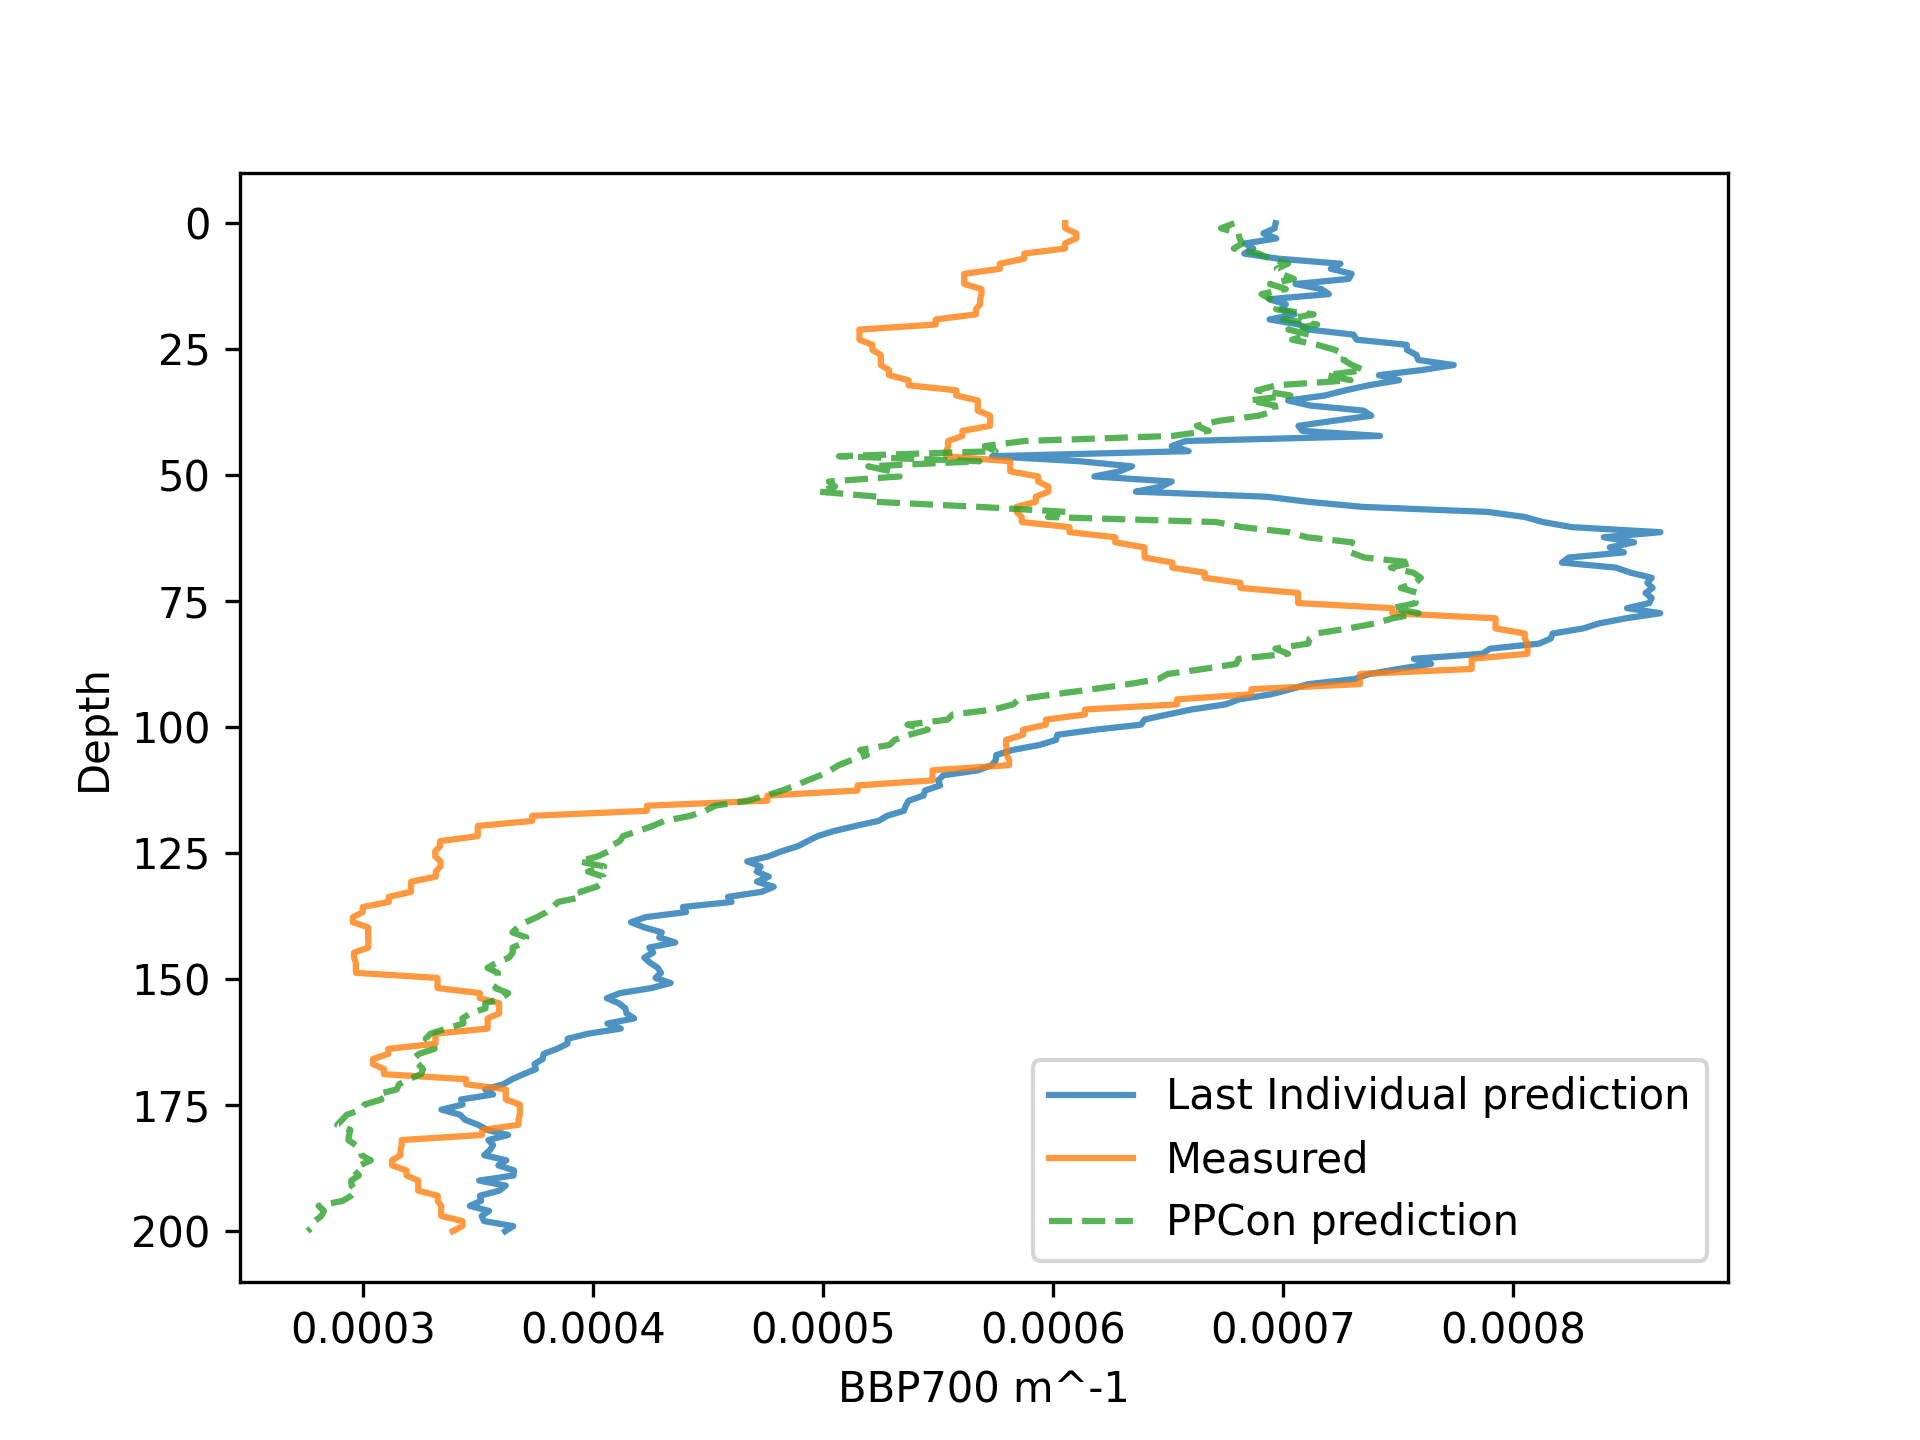 0
25
50
75
100
125
150
175
200
Depth
0.0003 0.0004 0.0005 0.0006 0.0007 0.0008
BBP700 m^-1
Last Individual prediction
Measured
PPCon prediction